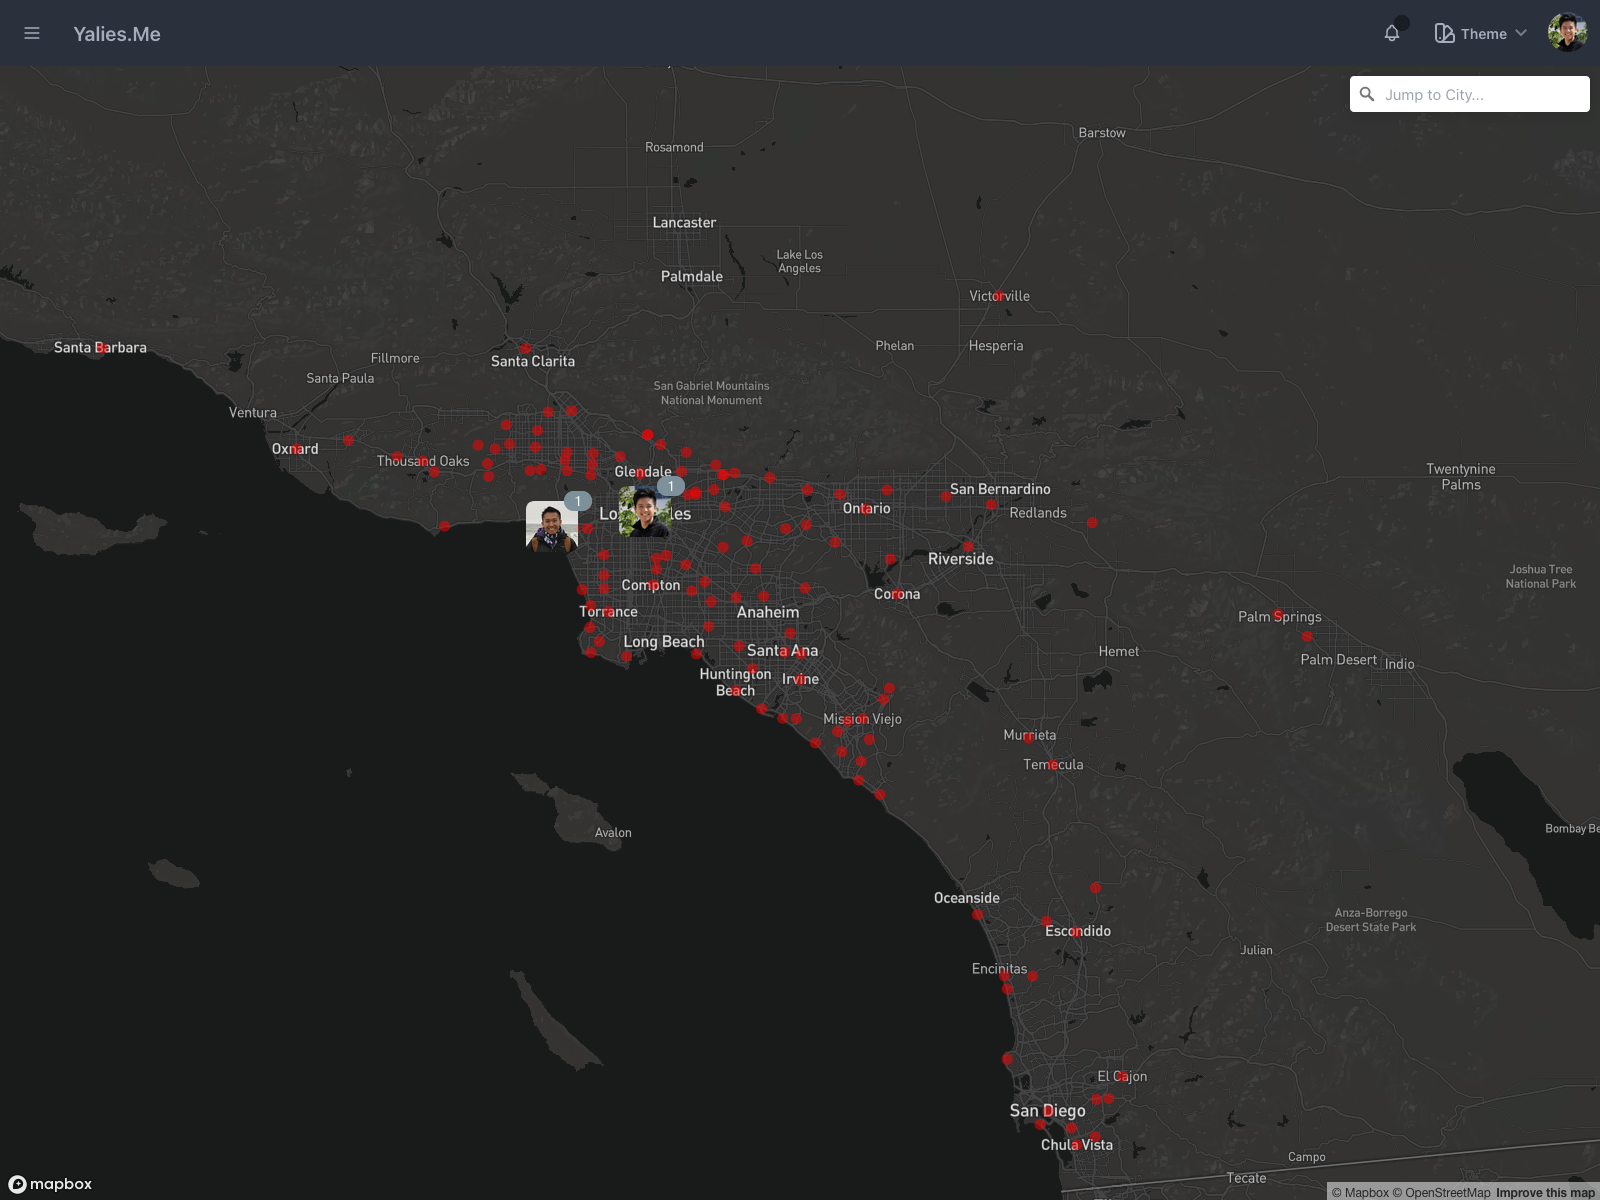 Yalies.Me
Theme
Jump to City...
Barstow
Rosamond
Lancaster
Lake Los
Angeles
Palmdale
Victorville
Santa Barbara
Phelan
Hesperia
Fillmore
Santa Clarita
Santa Paula
San Gabriel Mountains
National Monument
Ventura
Oxnard
Thousand Oaks
Glendale
1
1
Twentynine
Palms
San Bernardino
Ontario
Redlands
Riverside
Joshua Tree
National Park
Compton
Corona
Torrance
Anaheim
Palm Springs
Long Beach
Santa Ana
Hemet
Palm Desert
Indio
Huntington
Beach
Irvine
Mission Viejo
Murrieta
Temecula
Avalon
Bombay Be
Oceanside
Anza-Borrego
Desert State Park
Escondido
Julian
Encinitas
El Cajon
San Diego
Chula Vista
Campo
Tecate
mapbox
© Mapbox © OpenStreetMap Improve this map